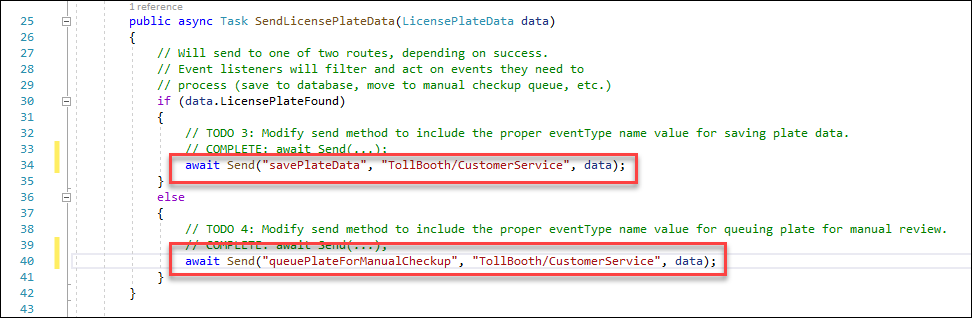 1 reference
25 public async Task SendLicensePlateData(LicensePlateData data)
26 {
27 // Will send to one of two routes, depending on success.
28 // Event listeners will filter and act on events they need to
29 // process (save to database, move to manual checkup queue, etc.)
30 if (data.LicensePlateFound)
31 {
32 // TODO 3: Modify send method to include the proper eventType name value for saving plate data.
33 // COMPLETE: await Send(...);
34 await Send("savePlateData", "TollBooth/CustomerService", data);
35 }
36 else
37 {
38 // TODO 4: Modify send method to include the proper eventType name value for queuing plate for manual review.
39 // COMPLETE: await Send(...);
40 await Send("queuePlateForManualCheckup", "TollBooth/CustomerService", data);
41 }
42 }
43